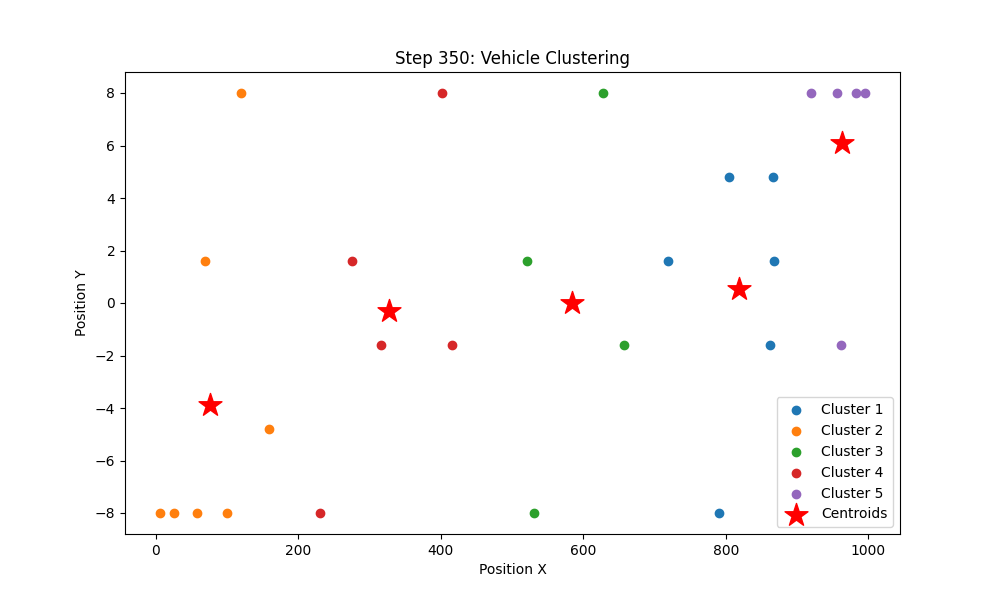 Step 350: Vehicle Clustering
Position Y
8
6
4
2
0
−2
−4
−6
−8
0 200 400 600 800 1000
Position X
Cluster 1
Cluster 2
Cluster 3
Cluster 4
Cluster 5
Centroids